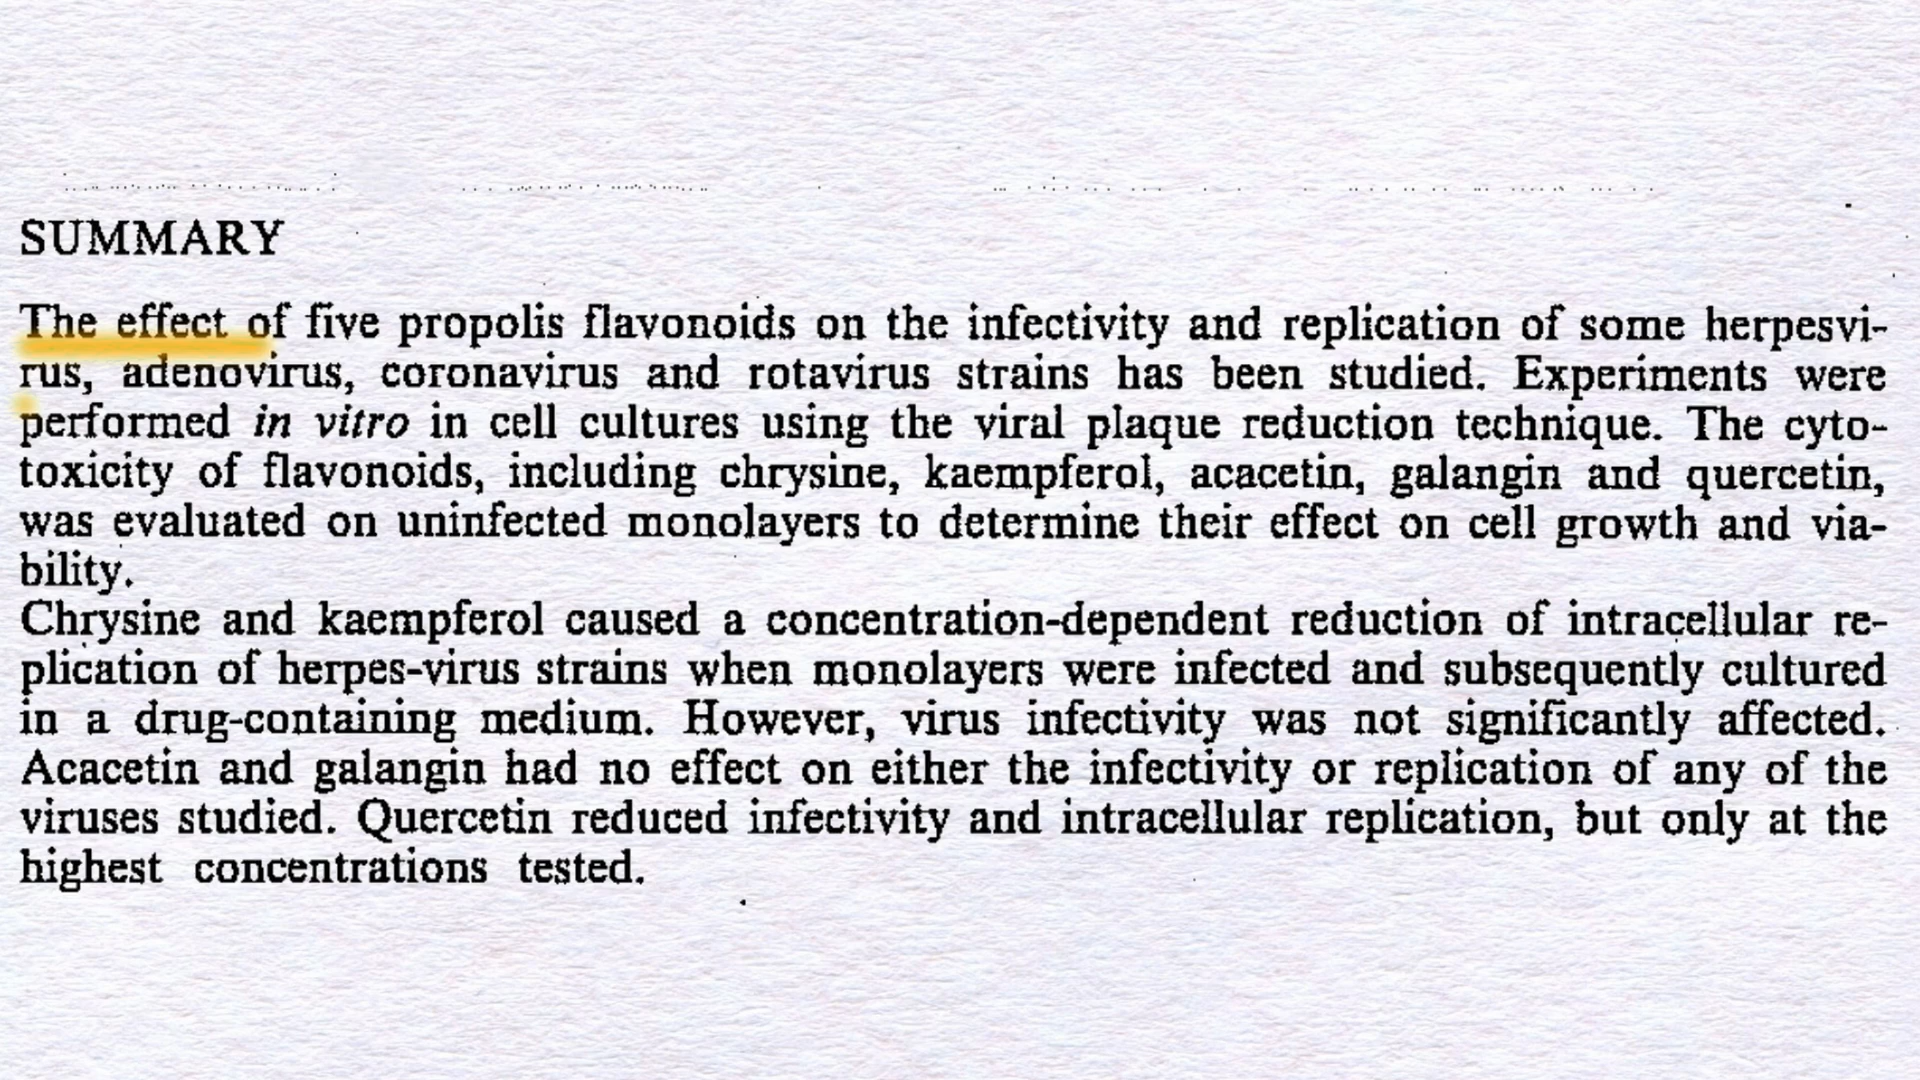 SUMMARY
The effect of five propolis flavonoids on the infectivity and replication of some herpesvi-
rus, adenovirus, coronavirus and rotavirus strains has been studied. Experiments were
performed in vitro in cell cultures using the viral plaque reduction technique. The cyto-
toxicity of flavonoids, including chrysine, kaempferol, acacetin, galangin and quercetin,
was evaluated on uninfected monolayers to determine their effect on cell growth and via-
bility.
Chrysine and kaempferol caused a concentration-dependent reduction of intracellular re-
plication of herpes-virus strains when monolayers were infected and subsequently cultured
in a drug-containing medium. However, virus infectivity was not significantly affected.
Acacetin and galangin had no effect on either the infectivity or replication of any of the
viruses studied. Quercetin reduced infectivity and intracellular replication, but only at the
highest concentrations tested.